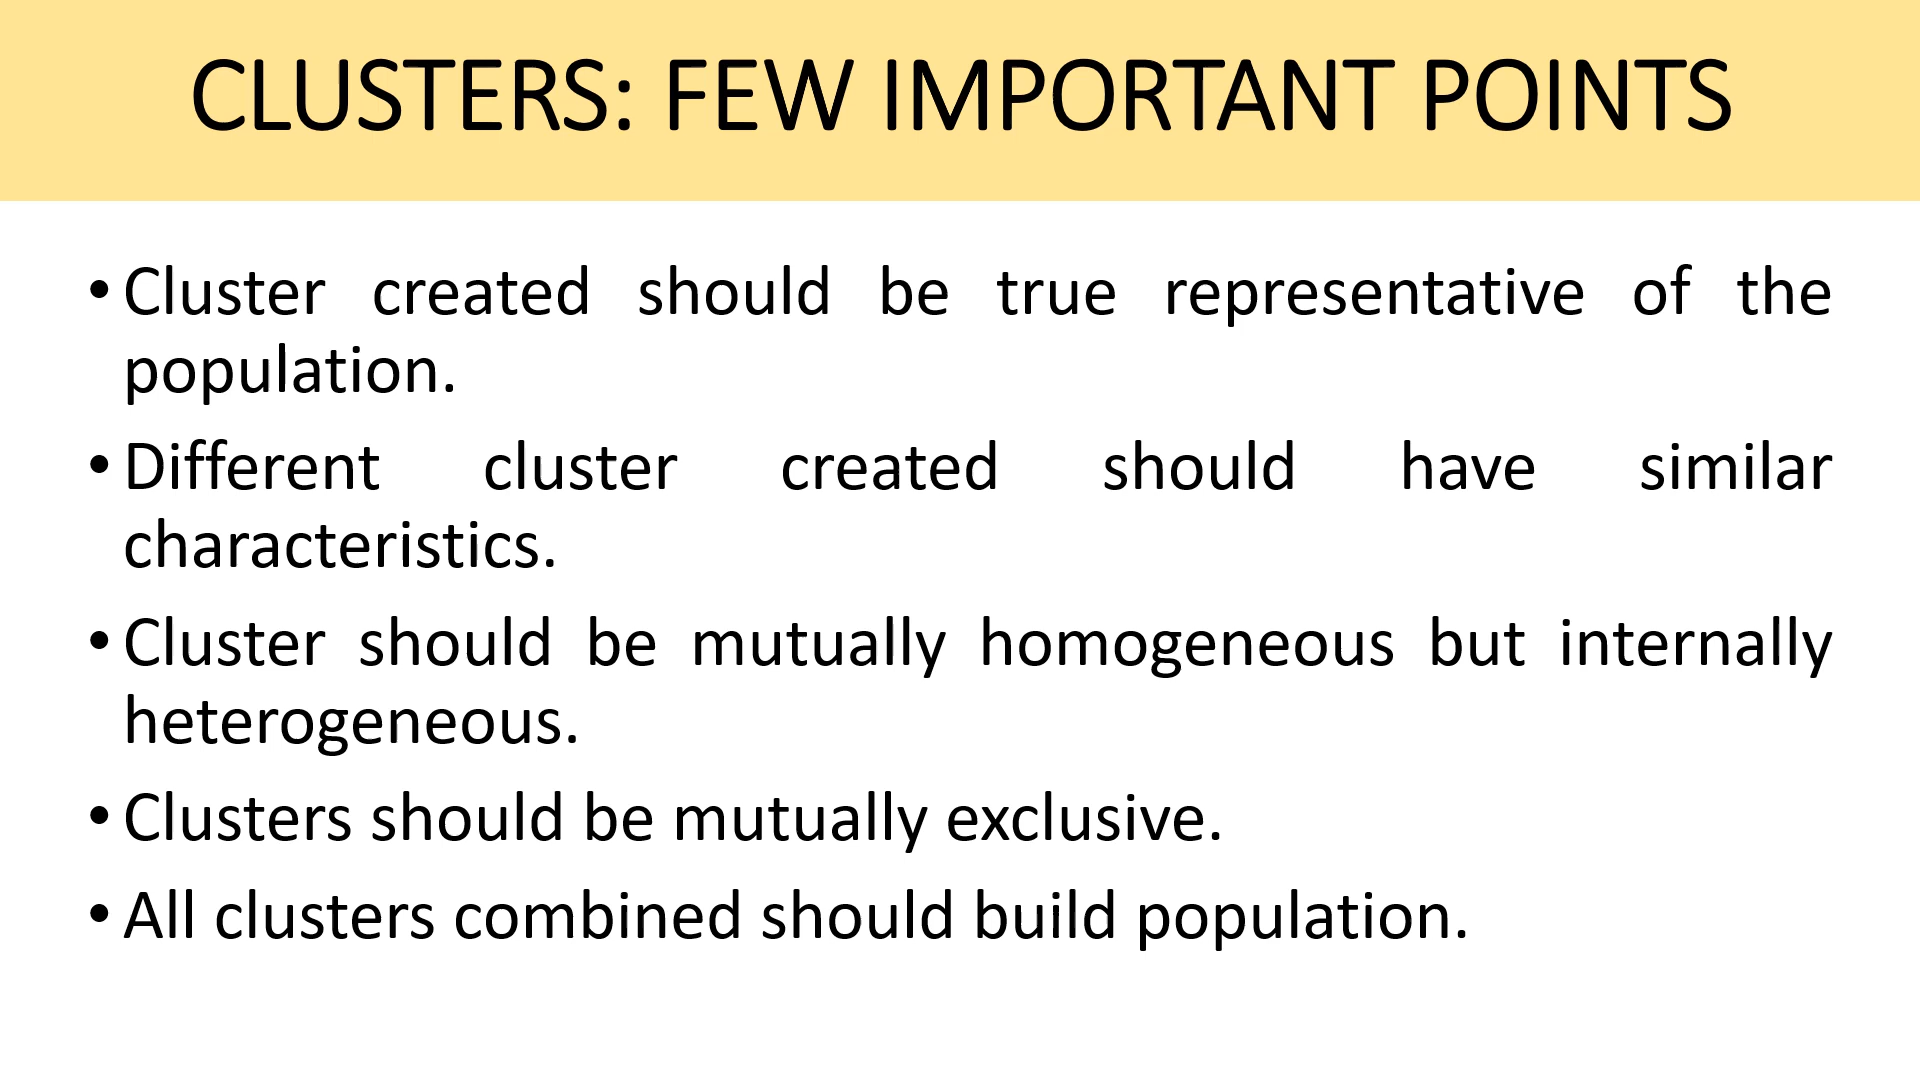 CLUSTERS: FEW IMPORTANT POINTS
• Cluster created should be true representative of the
population.
• Different cluster created should have similar
characteristics.
• Cluster should be mutually homogeneous but internally
heterogeneous.
• Clusters should be mutually exclusive.
• All clusters combined should build population.